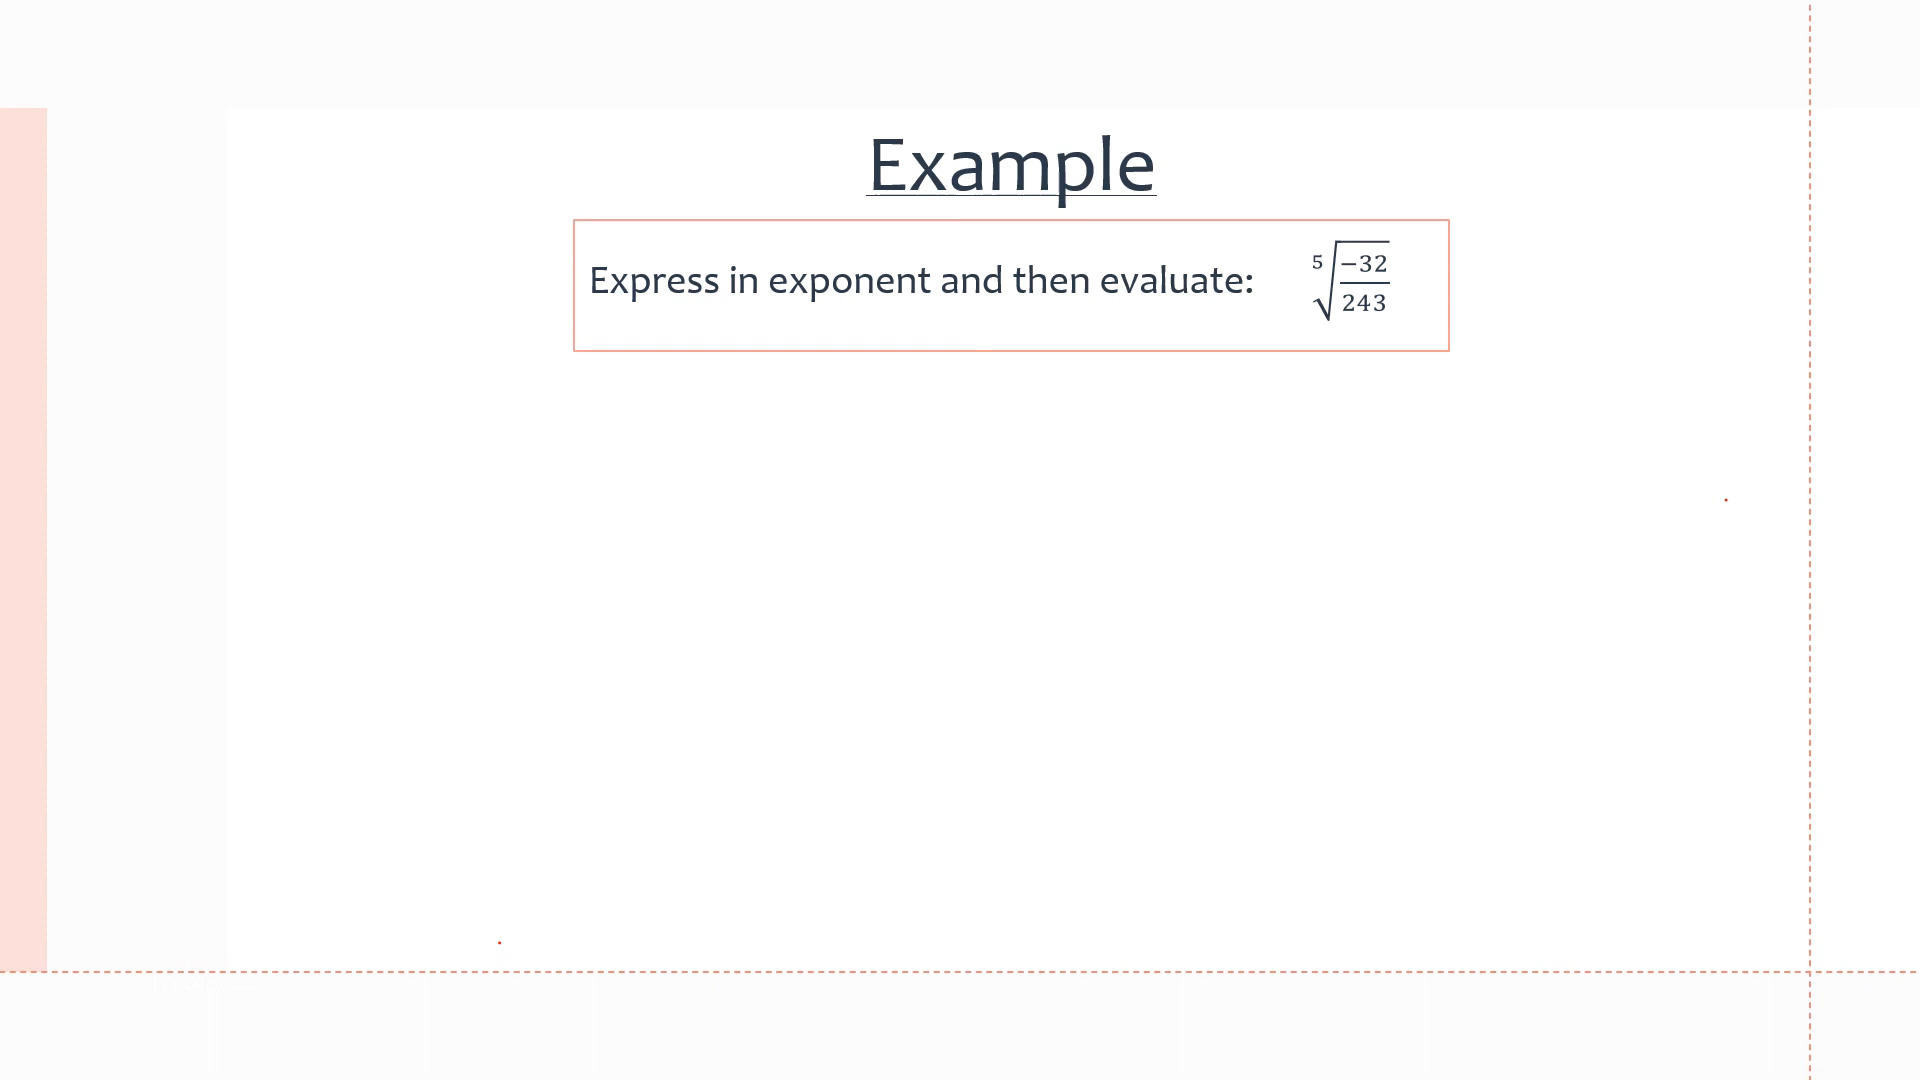 Example
Express in exponent and then evaluate: ⁵√(−32/243)